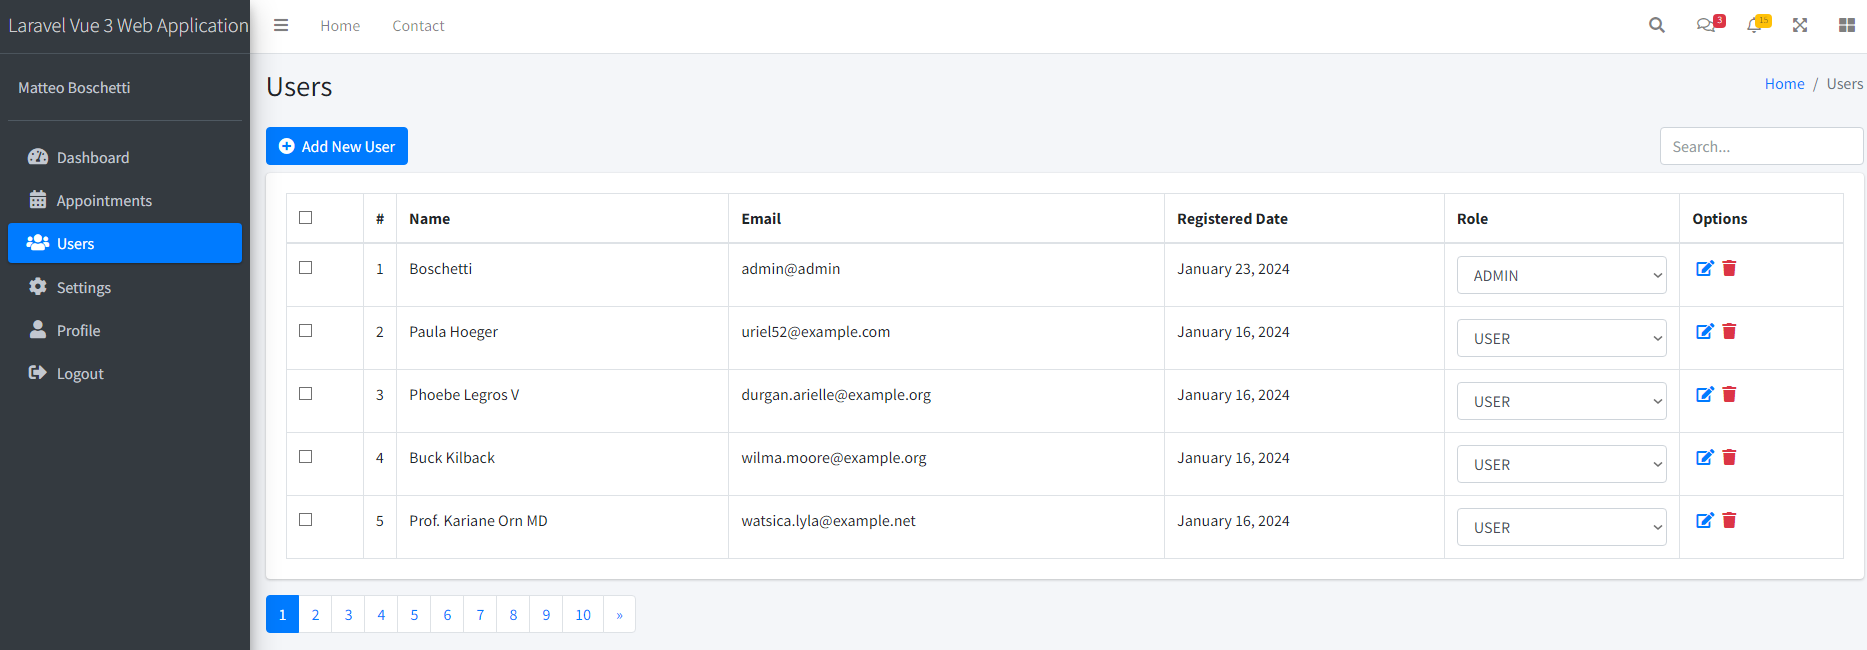 Laravel Vue 3 Web Application
Home
Contact
3
15
Matteo Boschetti
Dashboard
Appointments
Users
Settings
Profile
Logout
Users
Home / Users
Add New User
Search...
# Name Email Registered Date Role Options
1 Boschetti admin@admin January 23, 2024 ADMIN
2 Paula Hoeger uriel52@example.com January 16, 2024 USER
3 Phoebe Legros V durgan.arielle@example.org January 16, 2024 USER
4 Buck Kilback wilma.moore@example.org January 16, 2024 USER
5 Prof. Kariane Orn MD watsica.lyla@example.net January 16, 2024 USER
1 2 3 4 5 6 7 8 9 10 »